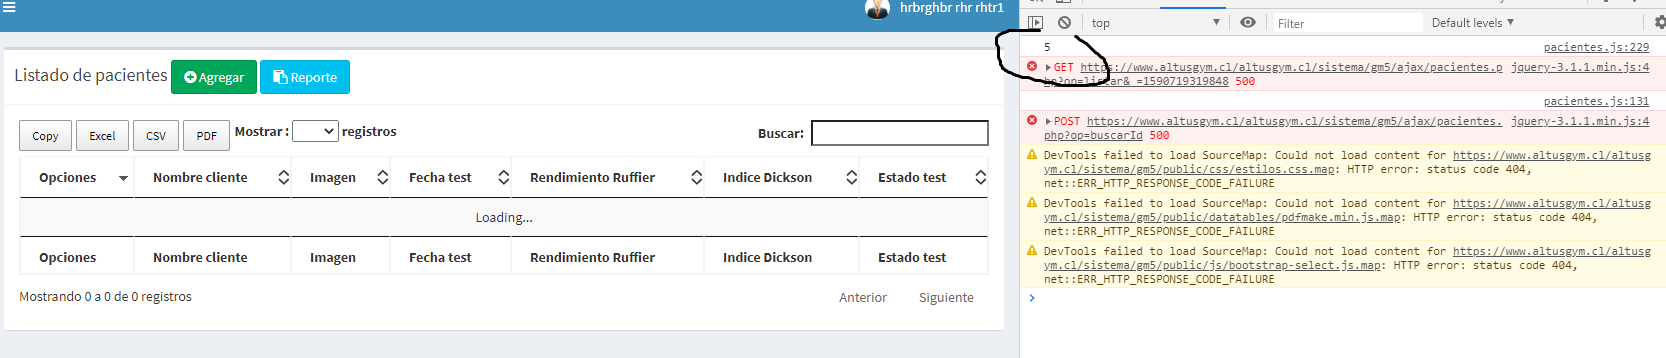 hrbrghbr rhr rhtr1
Listado de pacientes Agregar Reporte
Copy Excel CSV PDF Mostrar : registros Buscar:
Opciones Nombre cliente Imagen Fecha test Rendimiento Ruffier Indice Dickson Estado test
Loading...
Opciones Nombre cliente Imagen Fecha test Rendimiento Ruffier Indice Dickson Estado test
Mostrando 0 a 0 de 0 registros Anterior Siguiente
top Filter Default levels
5 pacientes.js:229
GET https://www.altusgym.cl/altusgym.cl/sistema/gm5/ajax/pacientes.p jquery-3.1.1.min.js:4
hp?op=listar&_=1590719319848 500
pacientes.js:131
POST https://www.altusgym.cl/altusgym.cl/sistema/gm5/ajax/pacientes. jquery-3.1.1.min.js:4
php?op=buscarId 500
DevTools failed to load SourceMap: Could not load content for https://www.altusgym.cl/altusg
ym.cl/sistema/gm5/public/css/estilos.css.map: HTTP error: status code 404,
net::ERR_HTTP_RESPONSE_CODE_FAILURE
DevTools failed to load SourceMap: Could not load content for https://www.altusgym.cl/altusg
ym.cl/sistema/gm5/public/datatables/pdfmake.min.js.map: HTTP error: status code 404,
net::ERR_HTTP_RESPONSE_CODE_FAILURE
DevTools failed to load SourceMap: Could not load content for https://www.altusgym.cl/altusg
ym.cl/sistema/gm5/public/js/bootstrap-select.js.map: HTTP error: status code 404,
net::ERR_HTTP_RESPONSE_CODE_FAILURE